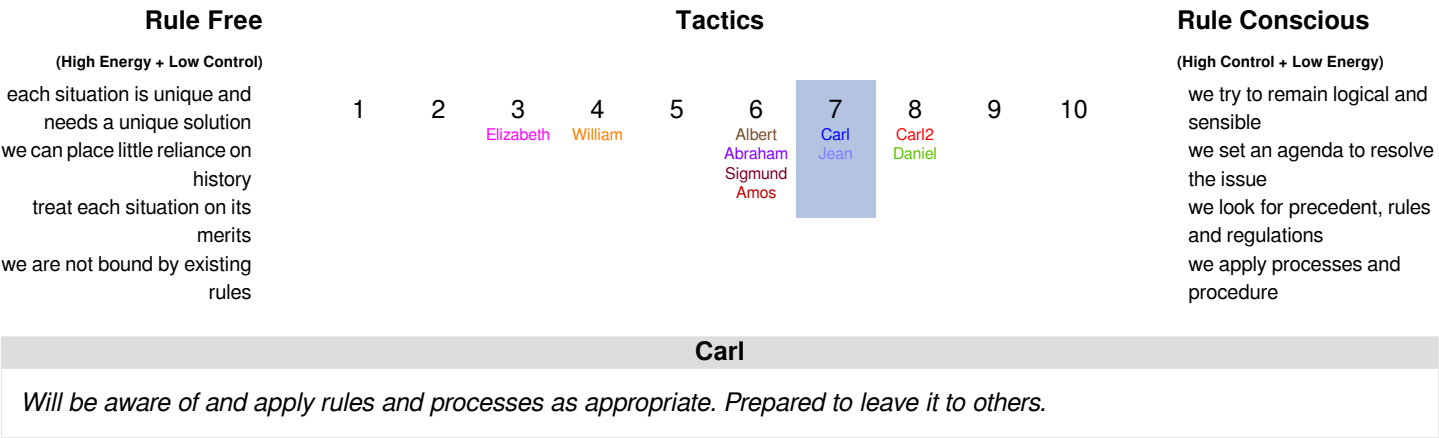 Rule Free
Tactics
Rule Conscious
(High Energy + Low Control)
(High Control + Low Energy)
each situation is unique and
needs a unique solution
we can place little reliance on
history
treat each situation on its
merits
we are not bound by existing
rules
1 2 3 4 5 6 7 8 9 10
Elizabeth
William
Albert
Abraham
Sigmund
Amos
Carl
Jean
Carl2
Daniel
we try to remain logical and
sensible
we set an agenda to resolve
the issue
we look for precedent, rules
and regulations
we apply processes and
procedure
Carl
Will be aware of and apply rules and processes as appropriate. Prepared to leave it to others.